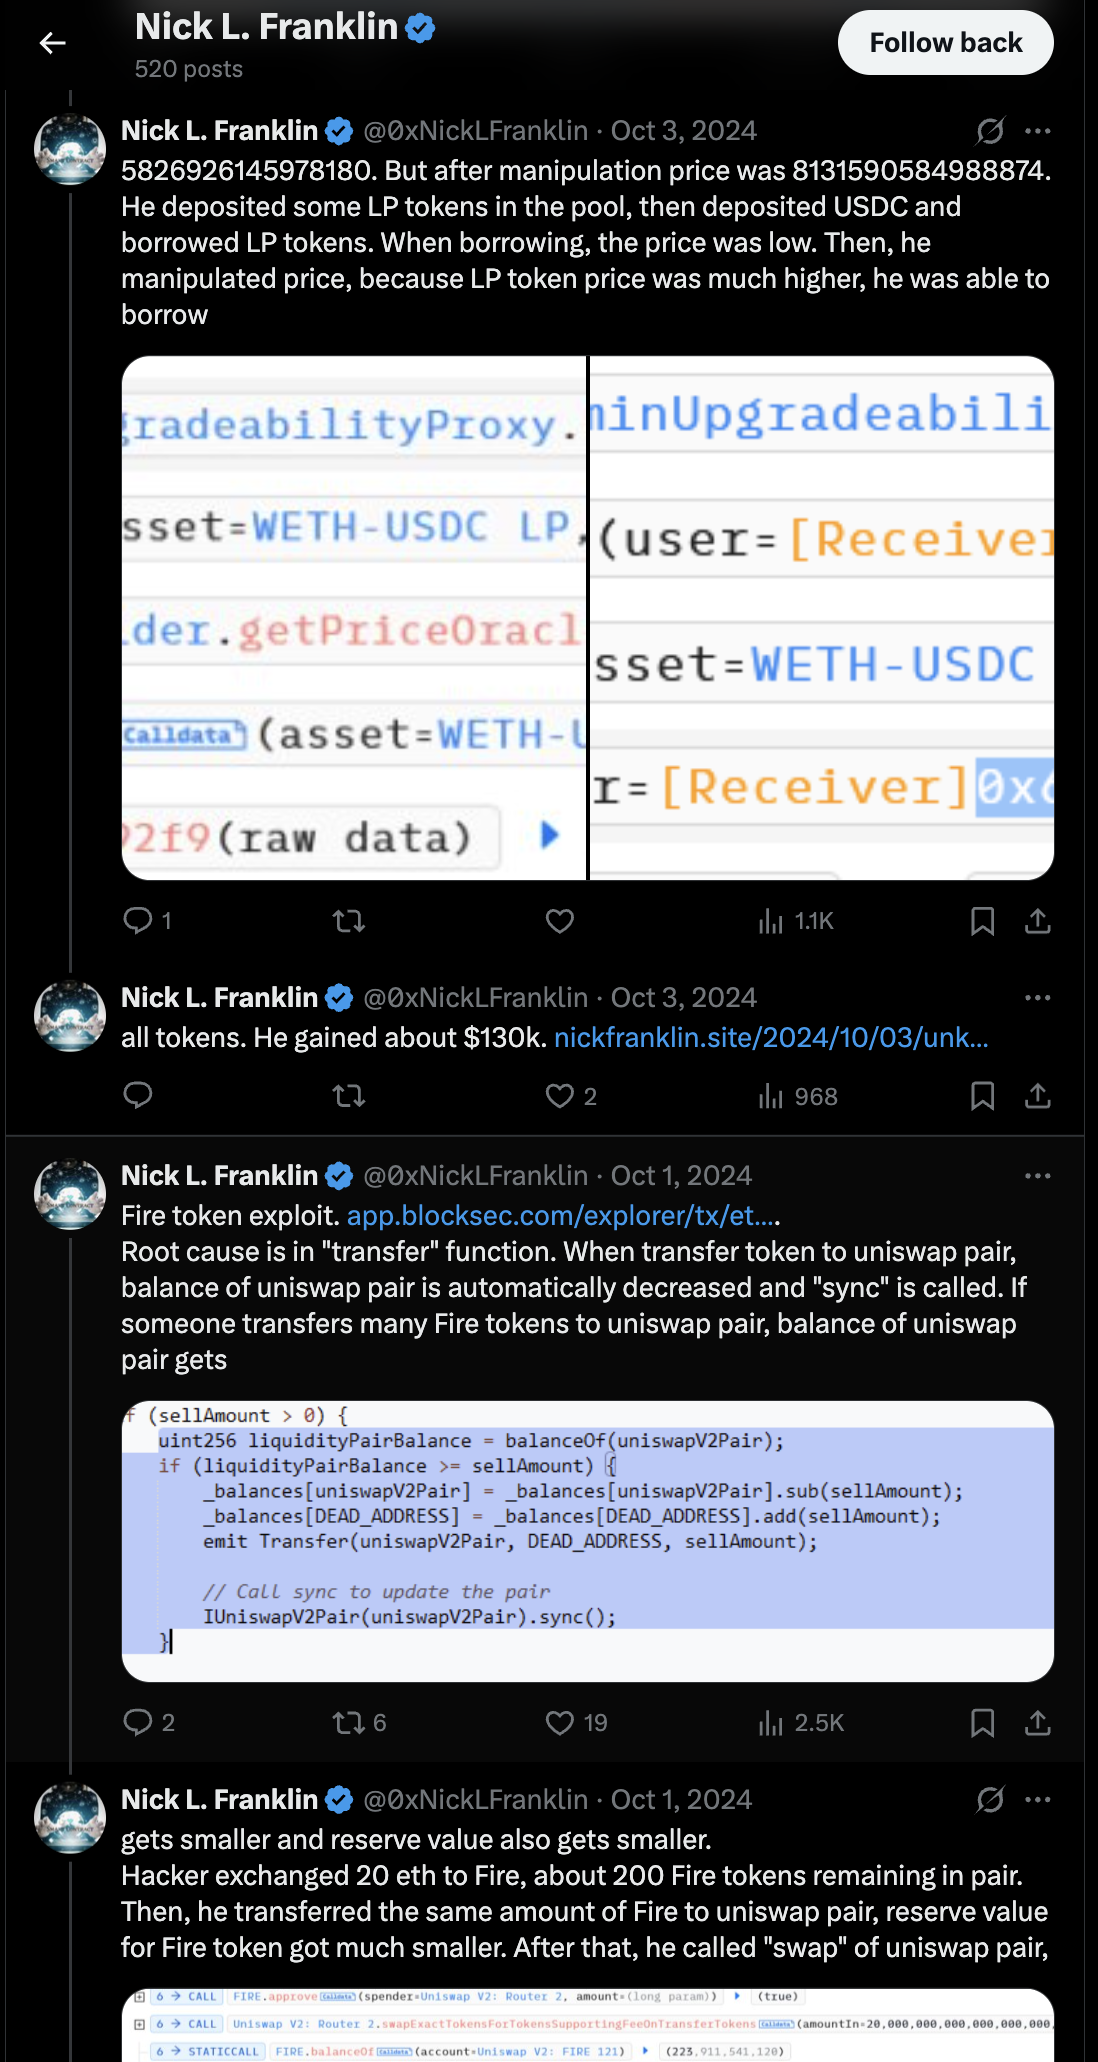 Nick L. Franklin
520 posts
Follow back
Nick L. Franklin @0xNickLFranklin · Oct 3, 2024
5826926145978180. But after manipulation price was 8131590584988874.
He deposited some LP tokens in the pool, then deposited USDC and
borrowed LP tokens. When borrowing, the price was low. Then, he
manipulated price, because LP token price was much higher, he was able to
borrow
gradeabilityProxy.
sset=WETH-USDC LP,
der.getPriceOracl
Calldata (asset=WETH-U
92f9(raw data)
minUpgradeabili
(user=[Receiver
sset=WETH-USDC
r=[Receiver]0x6
1
1.1K
Nick L. Franklin @0xNickLFranklin · Oct 3, 2024
all tokens. He gained about $130k. nickfranklin.site/2024/10/03/unk…
2
968
Nick L. Franklin @0xNickLFranklin · Oct 1, 2024
Fire token exploit. app.blocksec.com/explorer/tx/et….
Root cause is in "transfer" function. When transfer token to uniswap pair,
balance of uniswap pair is automatically decreased and "sync" is called. If
someone transfers many Fire tokens to uniswap pair, balance of uniswap
pair gets
f (sellAmount > 0) {
uint256 liquidityPairBalance = balanceOf(uniswapV2Pair);
if (liquidityPairBalance >= sellAmount) {
_balances[uniswapV2Pair] = _balances[uniswapV2Pair].sub(sellAmount);
_balances[DEAD_ADDRESS] = _balances[DEAD_ADDRESS].add(sellAmount);
emit Transfer(uniswapV2Pair, DEAD_ADDRESS, sellAmount);
// Call sync to update the pair
IUniswapV2Pair(uniswapV2Pair).sync();
}
2
6
19
2.5K
Nick L. Franklin @0xNickLFranklin · Oct 1, 2024
gets smaller and reserve value also gets smaller.
Hacker exchanged 20 eth to Fire, about 200 Fire tokens remaining in pair.
Then, he transferred the same amount of Fire to uniswap pair, reserve value
for Fire token got much smaller. After that, he called "swap" of uniswap pair,
6 → CALL FIRE.approve Calldata (spender=Uniswap V2: Router 2, amount=(long param)) (true)
6 → CALL Uniswap V2: Router 2.swapExactTokensForTokensSupportingFeeOnTransferTokens Calldata (amountIn=20,000,000,000,000,000,000,
6 → STATICCALL FIRE.balanceOf Calldata (account=Uniswap V2: FIRE 121) (223,911,541,120)